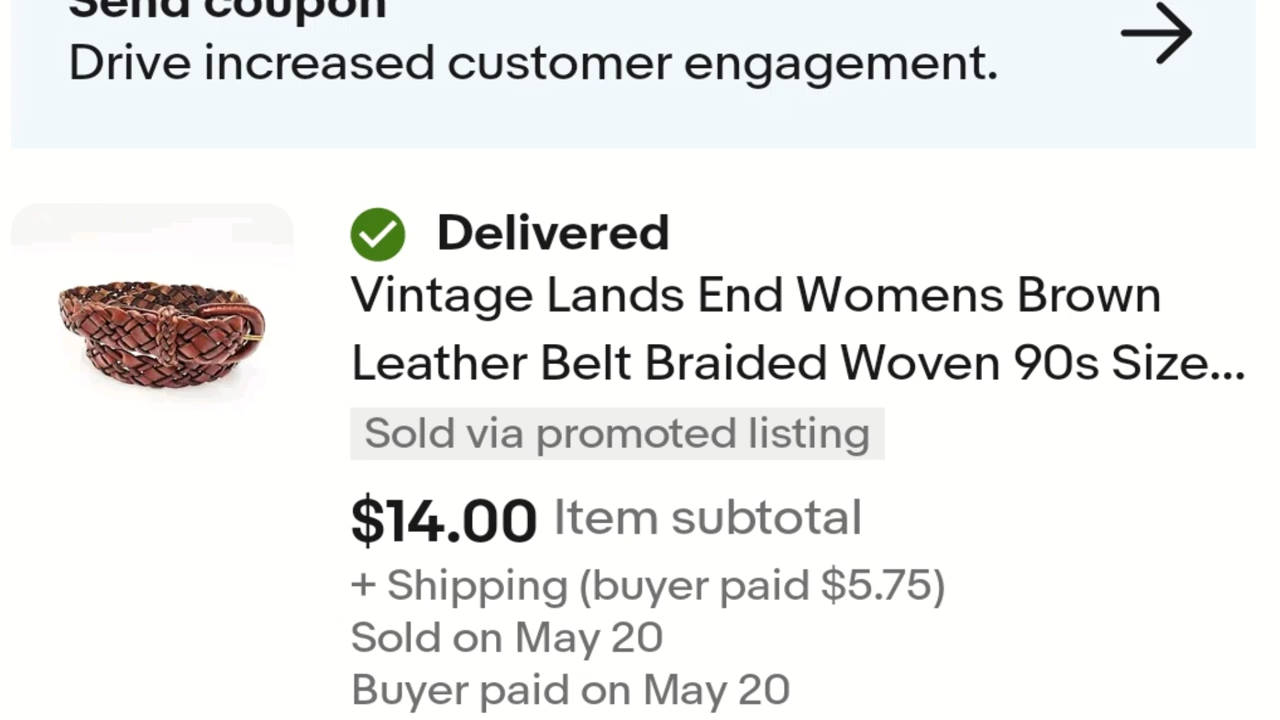 Send coupon
Drive increased customer engagement.
Delivered
Vintage Lands End Womens Brown
Leather Belt Braided Woven 90s Size...
Sold via promoted listing
$14.00 Item subtotal
+ Shipping (buyer paid $5.75)
Sold on May 20
Buyer paid on May 20